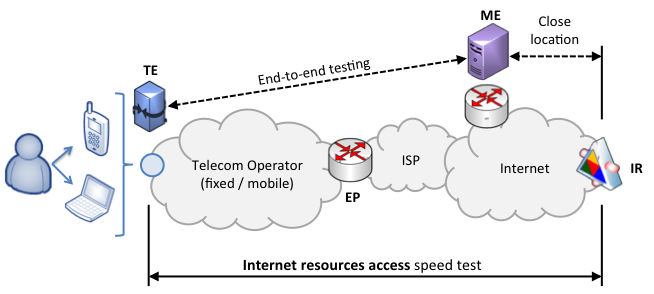 ME
Close
location
TE
End-to-end testing
Telecom Operator
(fixed / mobile)
EP
ISP
Internet
IR
Internet resources access speed test